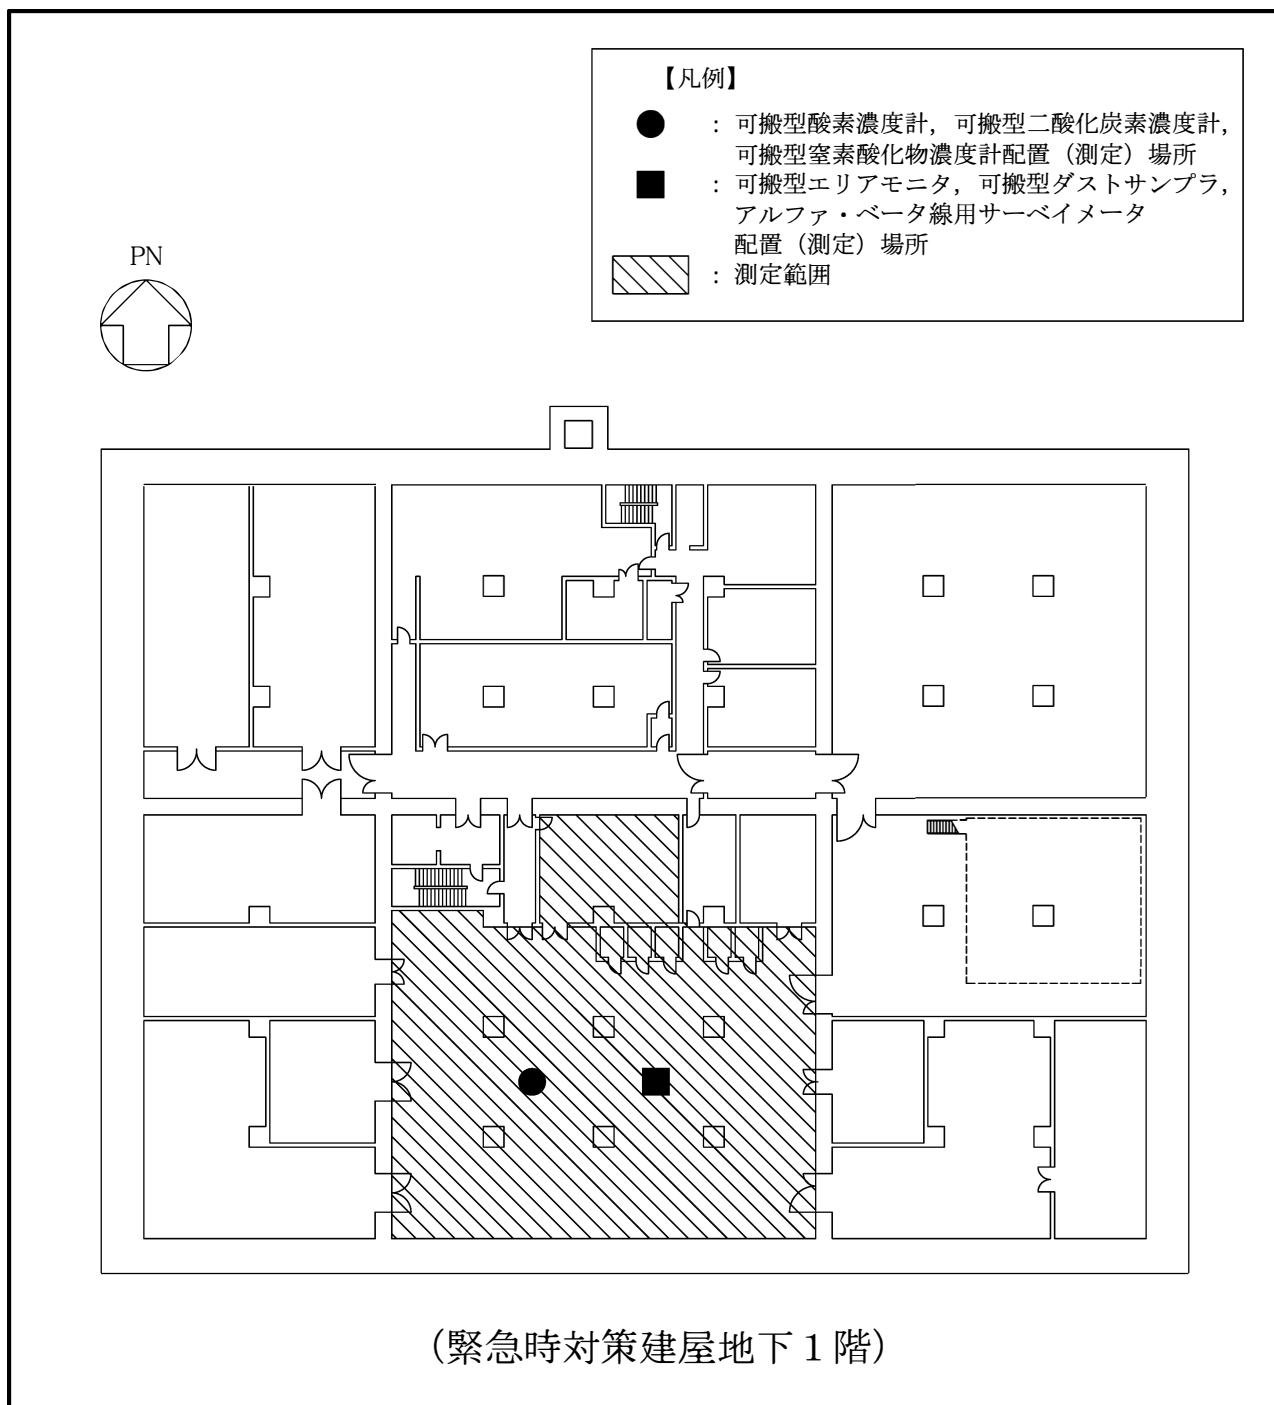 【凡例】
：可搬型酸素濃度計，可搬型二酸化炭素濃度計，
可搬型窒素酸化物濃度計配置（測定）場所
：可搬型エリアモニタ，可搬型ダストサンプラ，
アルファ・ベータ線用サーベイメータ
配置（測定）場所
：測定範囲
PN
（緊急時対策建屋地下１階）